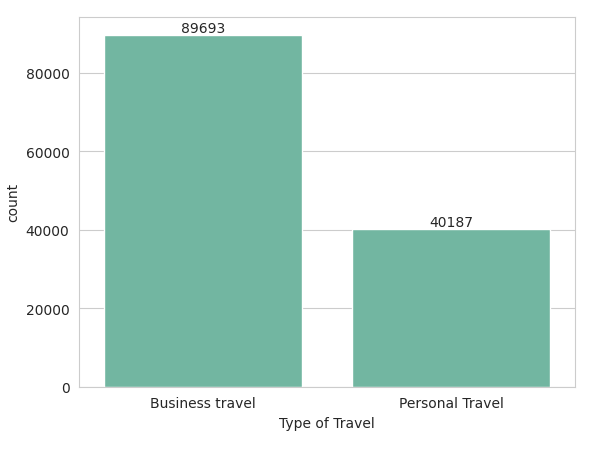 89693
80000
60000
40187
40000
20000
0
count
Business travel
Personal Travel
Type of Travel